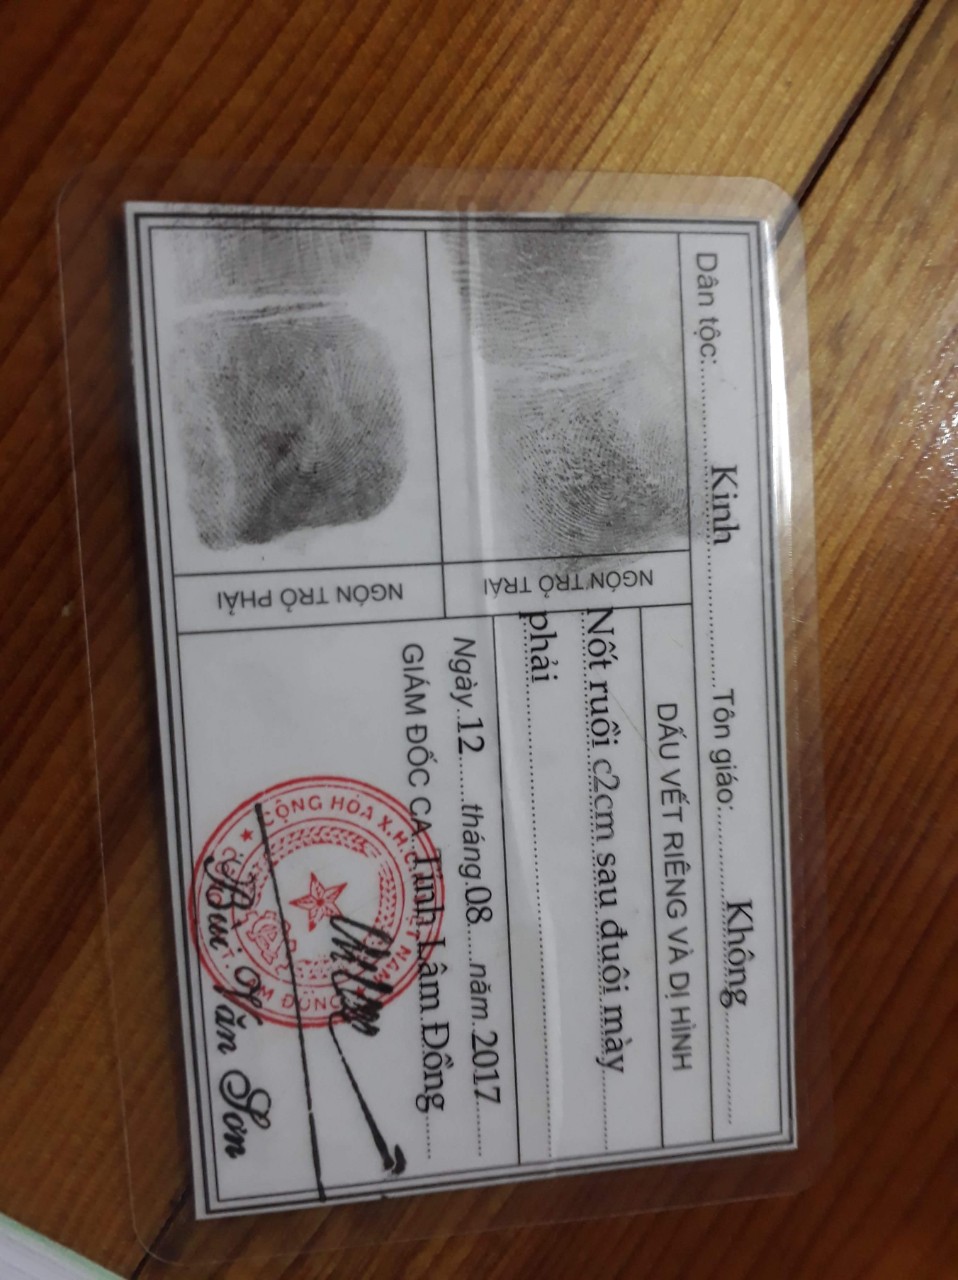 Dân tộc: Kinh Tôn giáo: Không
NGÓN TRỎ TRÁI
DẤU VẾT RIÊNG VÀ DỊ HÌNH
Nốt ruồi c2cm sau đuôi mày
phải
NGÓN TRỎ PHẢI
Ngày 12 tháng 08 năm 2017
GIÁM ĐỐC CA Tỉnh Lâm Đồng
CỘNG HÒA X.H.C.N VIỆT NAM
Bùi Văn Sơn